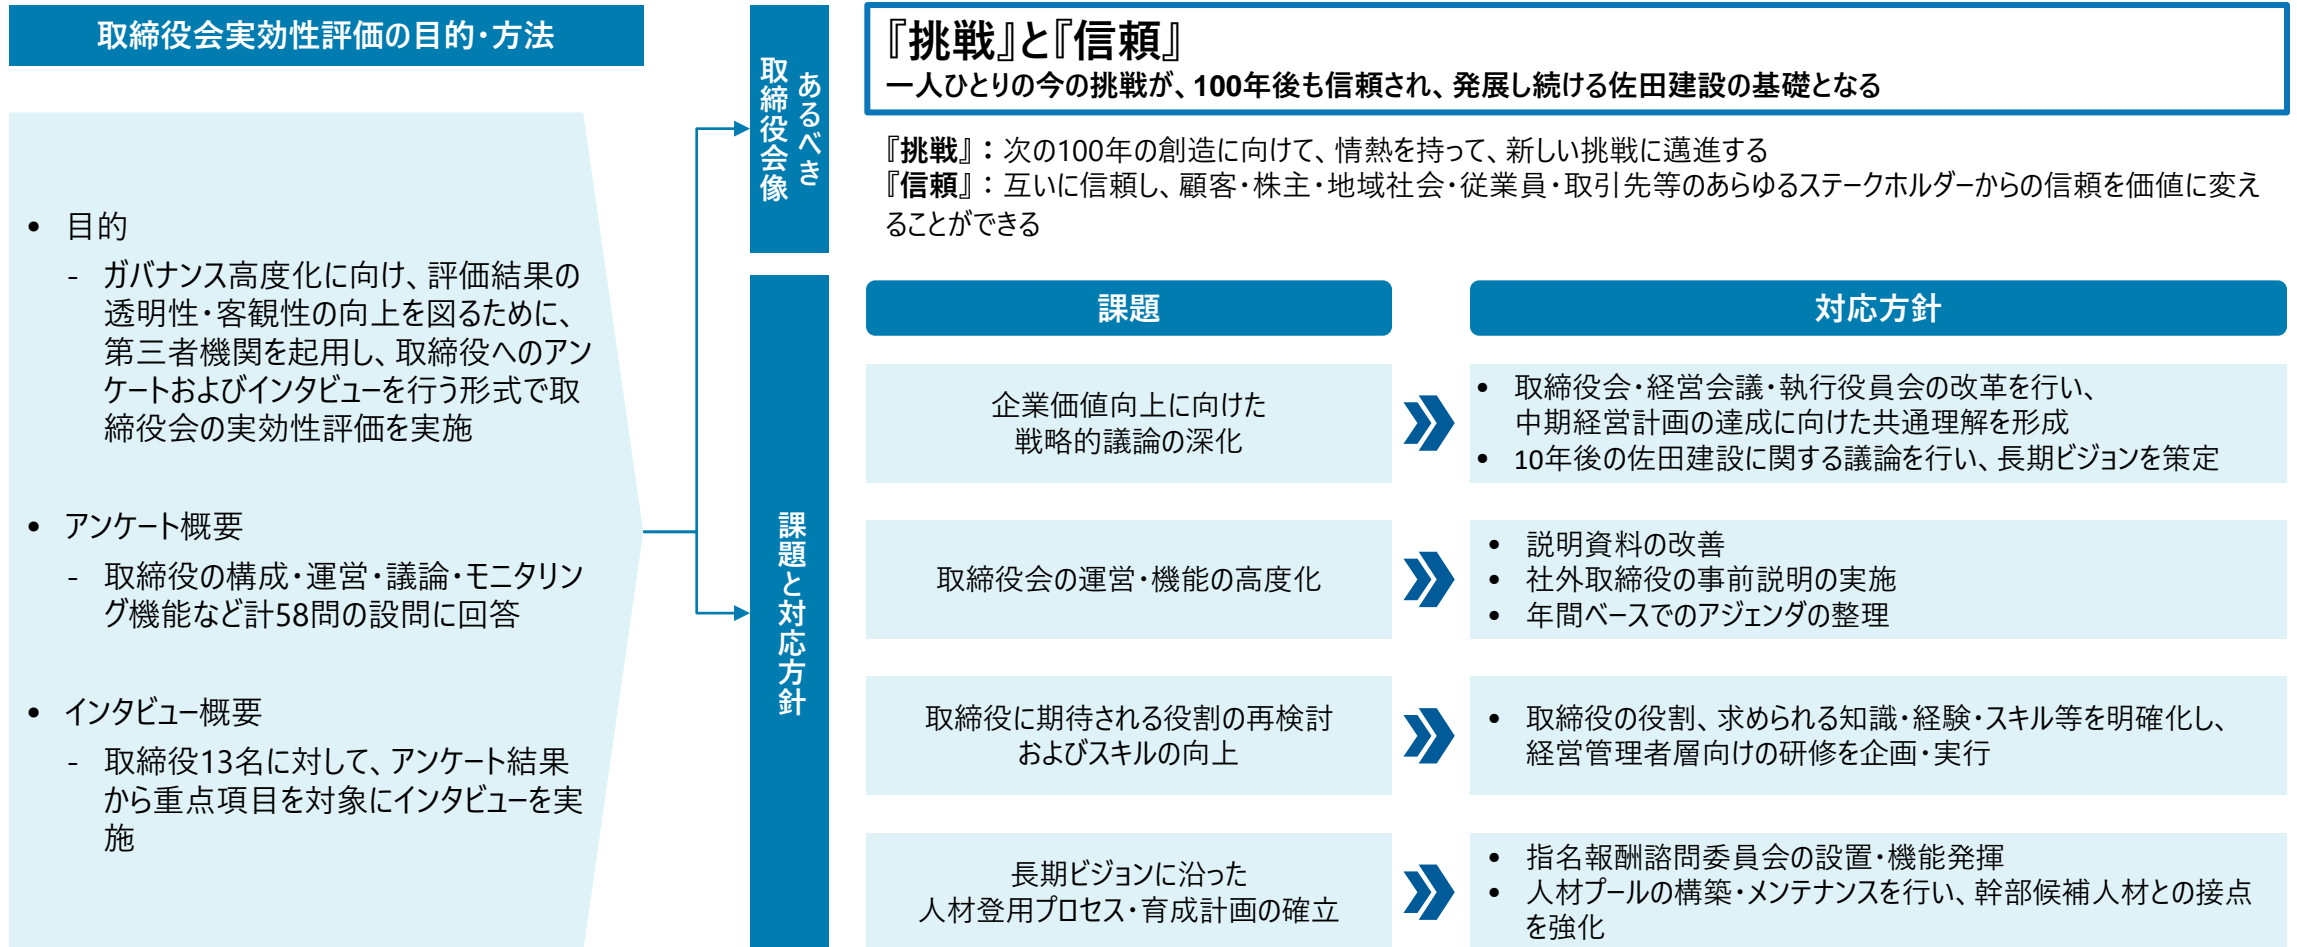 取締役会実効性評価の目的・方法
• 目的
- ガバナンス高度化に向け、評価結果の
透明性・客観性の向上を図るために、
第三者機関を起用し、取締役へのアン
ケートおよびインタビューを行う形式で取
締役会の実効性評価を実施
• アンケート概要
- 取締役の構成・運営・議論・モニタリン
グ機能など計58問の設問に回答
• インタビュー概要
- 取締役13名に対して、アンケート結果
から重点項目を対象にインタビューを実
施
あるべき
取締役会像
『挑戦』と『信頼』
一人ひとりの今の挑戦が、100年後も信頼され、発展し続ける佐田建設の基礎となる
『挑戦』：次の100年の創造に向けて、情熱を持って、新しい挑戦に邁進する
『信頼』：互いに信頼し、顧客・株主・地域社会・従業員・取引先等のあらゆるステークホルダーからの信頼を価値に変え
ることができる
課題と対応方針
課題
対応方針
企業価値向上に向けた
戦略的議論の深化
• 取締役会・経営会議・執行役員会の改革を行い、
中期経営計画の達成に向けた共通理解を形成
• 10年後の佐田建設に関する議論を行い、長期ビジョンを策定
取締役会の運営・機能の高度化
• 説明資料の改善
• 社外取締役の事前説明の実施
• 年間ベースでのアジェンダの整理
取締役に期待される役割の再検討
およびスキルの向上
• 取締役の役割、求められる知識・経験・スキル等を明確化し、
経営管理者層向けの研修を企画・実行
長期ビジョンに沿った
人材登用プロセス・育成計画の確立
• 指名報酬諮問委員会の設置・機能発揮
• 人材プールの構築・メンテナンスを行い、幹部候補人材との接点
を強化